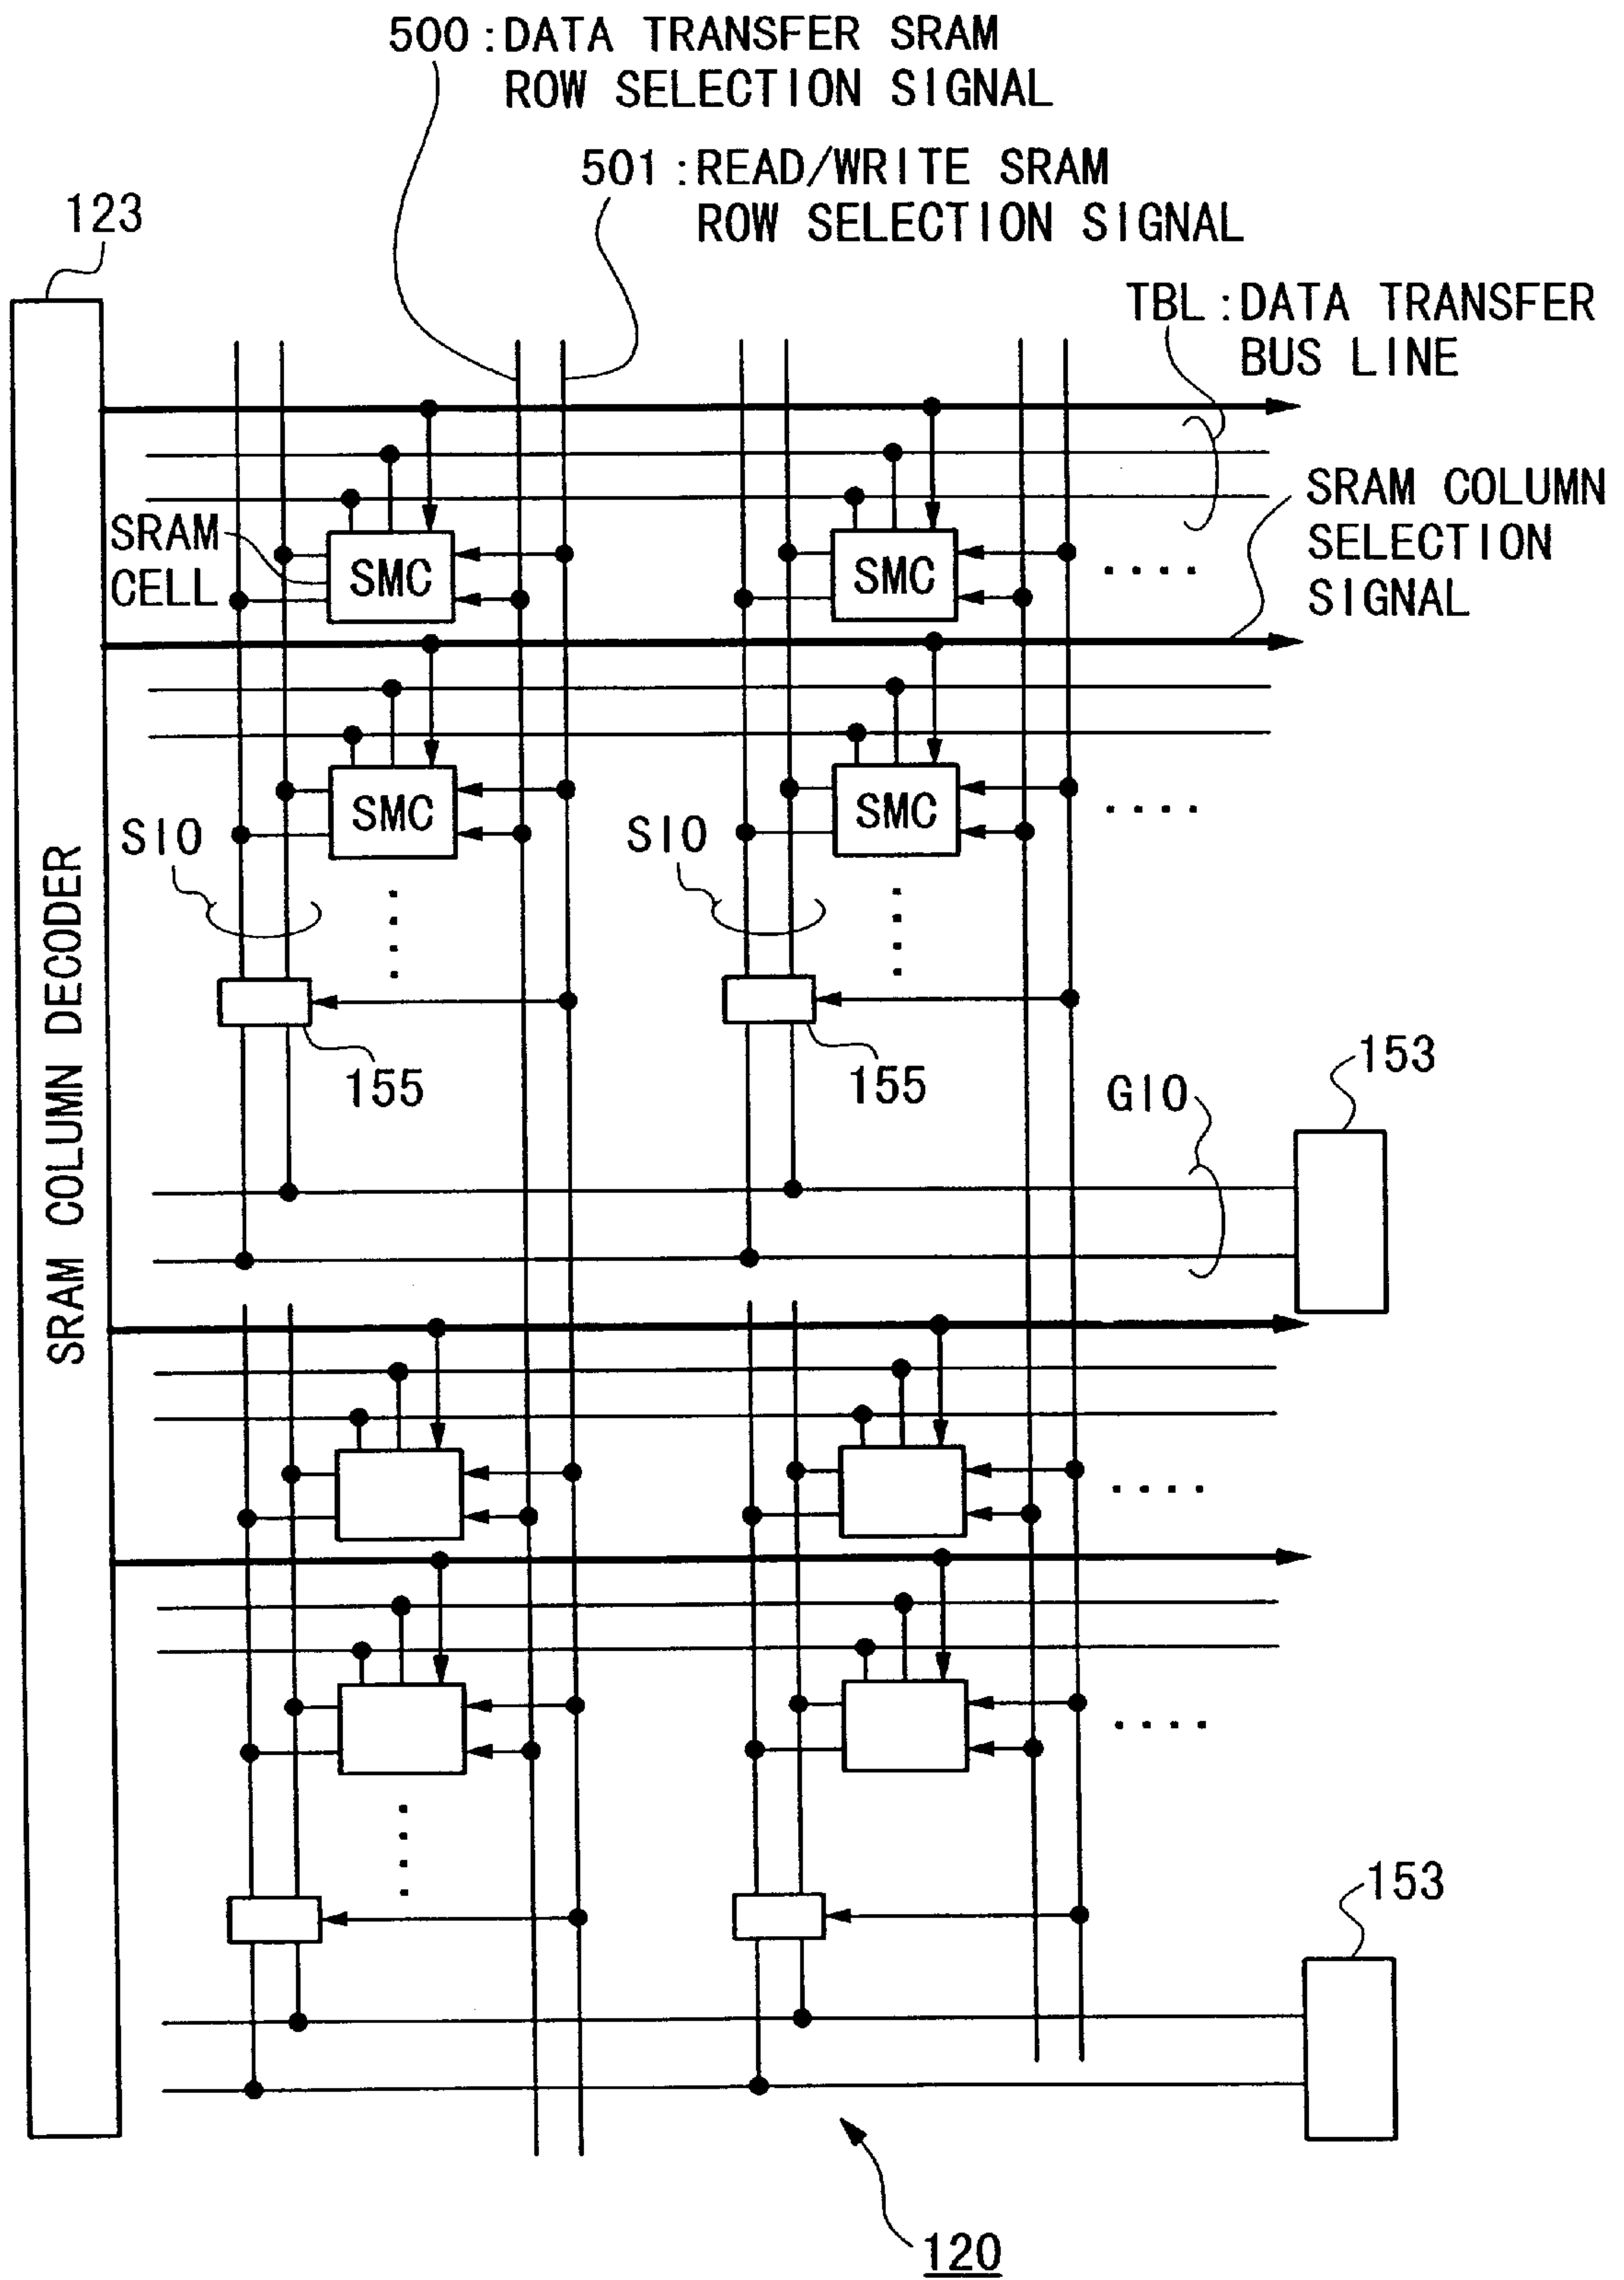 500 : DATA TRANSFER SRAM
ROW SELECTION SIGNAL
501 : READ/WRITE SRAM
ROW SELECTION SIGNAL
123
TBL : DATA TRANSFER
BUS LINE
SRAM COLUMN
SELECTION
SIGNAL
SRAM
CELL
SMC
SMC
SMC
SMC
SIO
SIO
SRAM COLUMN DECODER
155
155
GIO
153
153
120